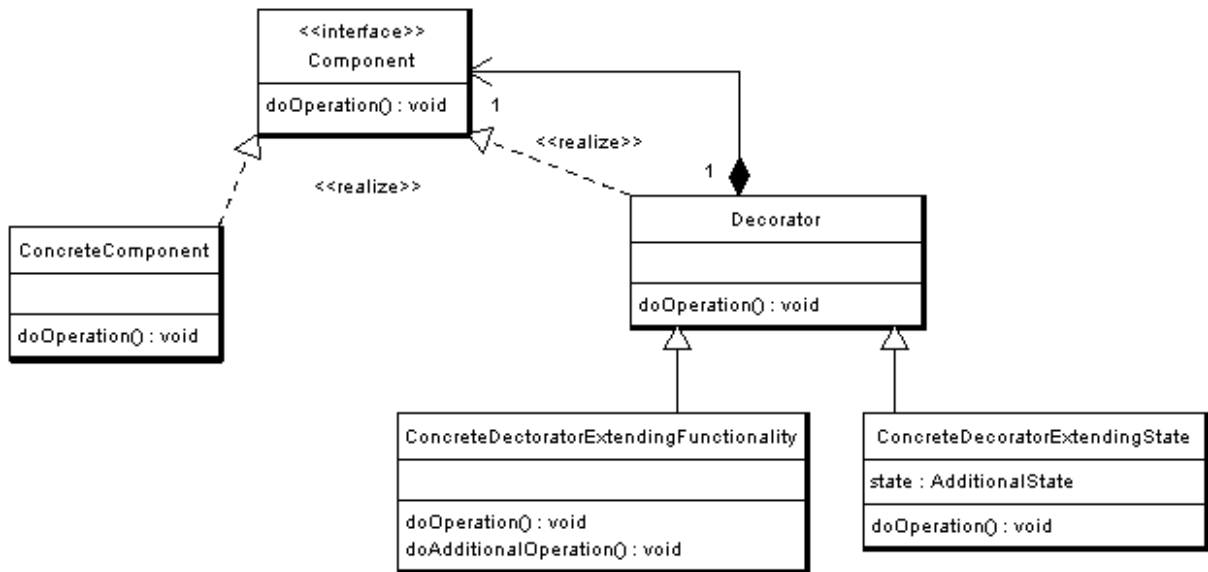 <<interface>>
Component
doOperation() : void
1
<<realize>>
<<realize>>
1
ConcreteComponent
doOperation() : void
Decorator
doOperation() : void
ConcreteDectoratorExtendingFunctionality
doOperation() : void
doAdditionalOperation() : void
ConcreteDecoratorExtendingState
state : AdditionalState
doOperation() : void